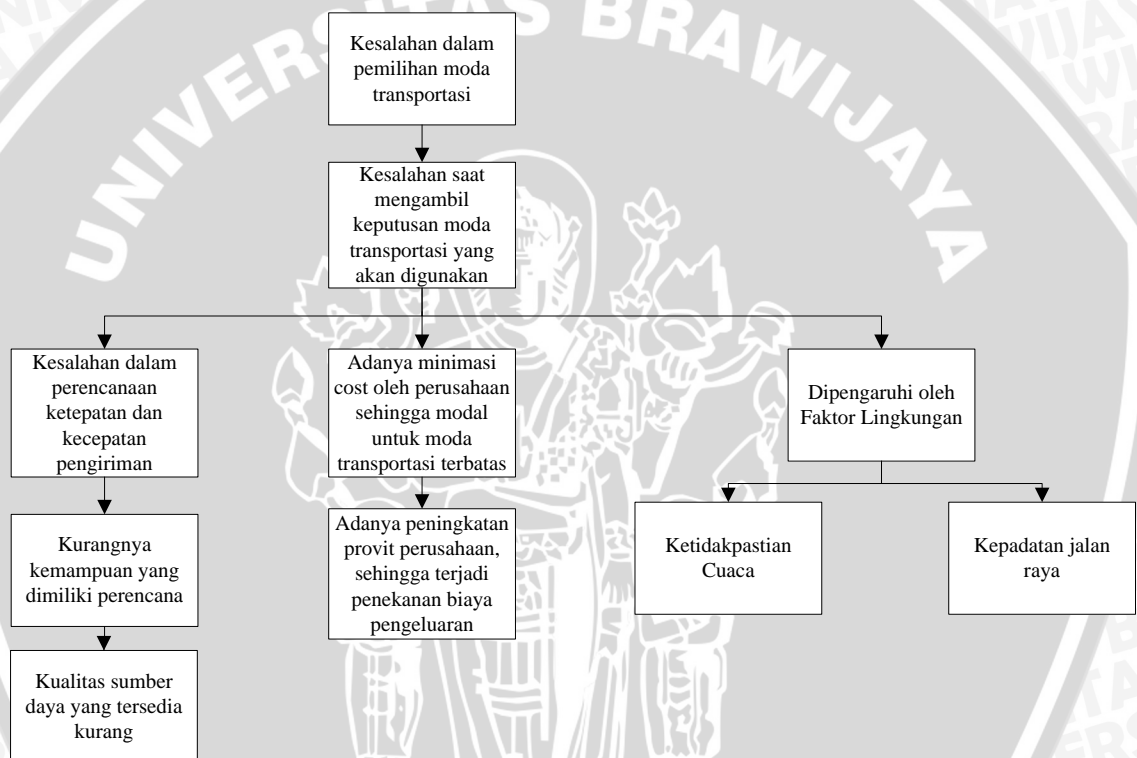 UNIVERSITAS BRAWIJAYA
Kesalahan dalam
pemilihan moda
transportasi
Kesalahan saat
mengambil
keputusan moda
transportasi yang
akan digunakan
Kesalahan dalam
perencanaan
ketepatan dan
kecepatan
pengiriman
Adanya minimasi
cost oleh perusahaan
sehingga modal
untuk moda
transportasi terbatas
Dipengaruhi oleh
Faktor Lingkungan
Kurangnya
kemampuan yang
dimiliki perencana
Adanya peningkatan
provit perusahaan,
sehingga terjadi
penekanan biaya
pengeluaran
Ketidakpastian
Cuaca
Kepadatan jalan
raya
Kualitas sumber
daya yang tersedia
kurang